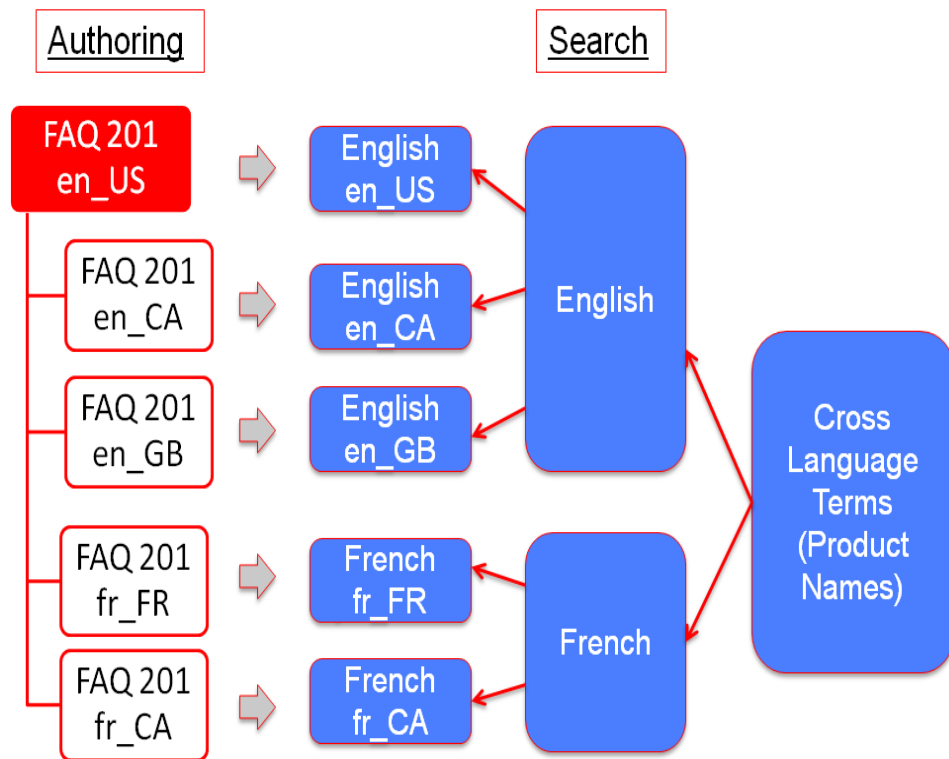 Authoring
Search
FAQ 201
en_US
English
en_US
FAQ 201
en_CA
English
en_CA
FAQ 201
en_GB
English
en_GB
English
FAQ 201
fr_FR
French
fr_FR
FAQ 201
fr_CA
French
fr_CA
French
Cross
Language
Terms
(Product
Names)